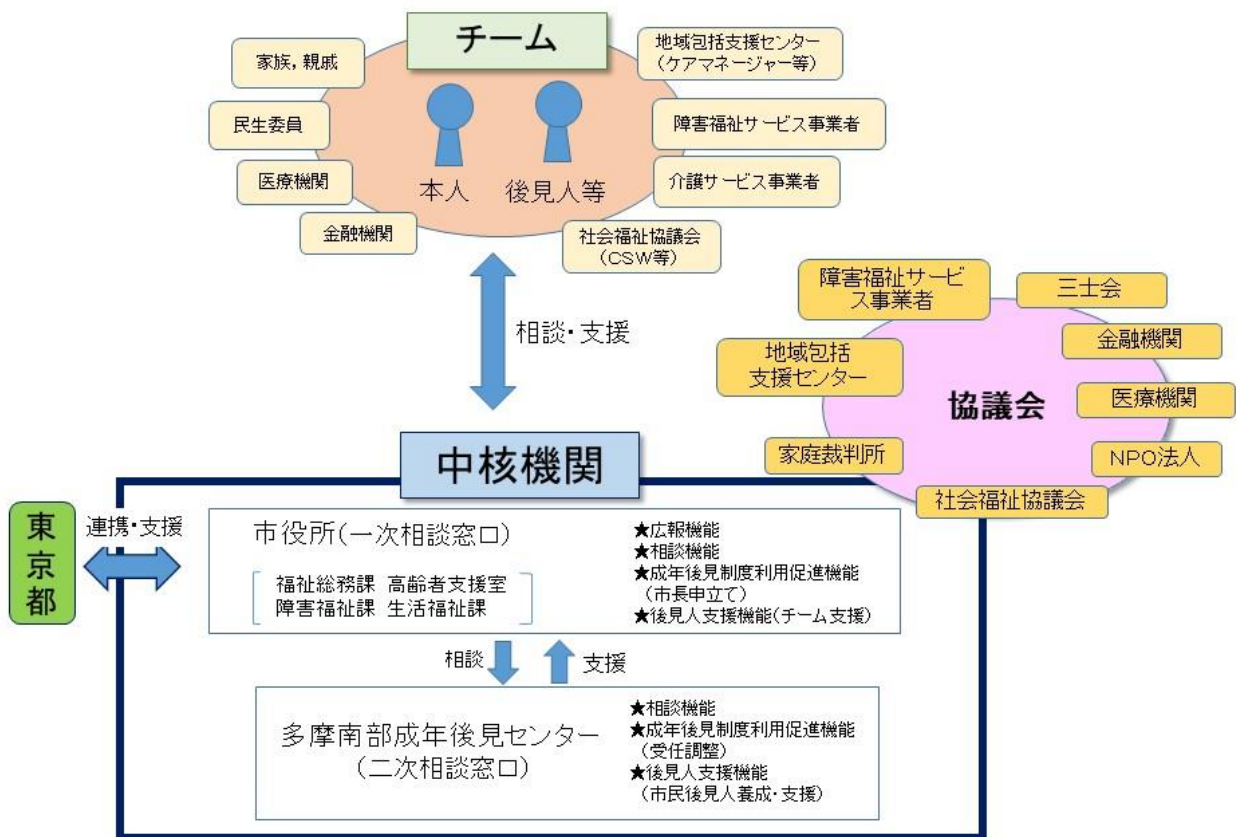 チーム
家族，親戚
民生委員
医療機関
金融機関
本人
後見人等
地域包括支援センター
(ケアマネージャー等)
障害福祉サービス事業者
介護サービス事業者
社会福祉協議会
(CSW等)
相談・支援
障害福祉サービ
ス事業者
三士会
金融機関
地域包括
支援センター
協議会
医療機関
家庭裁判所
NPO法人
社会福祉協議会
中核機関
東京都
連携・支援
市役所(一次相談窓口)
福祉総務課 高齢者支援室
障害福祉課 生活福祉課
★広報機能
★相談機能
★成年後見制度利用促進機能
(市長申立て)
★後見人支援機能(チーム支援)
相談
支援
多摩南部成年後見センター
(二次相談窓口)
★相談機能
★成年後見制度利用促進機能
(受任調整)
★後見人支援機能
(市民後見人養成・支援)